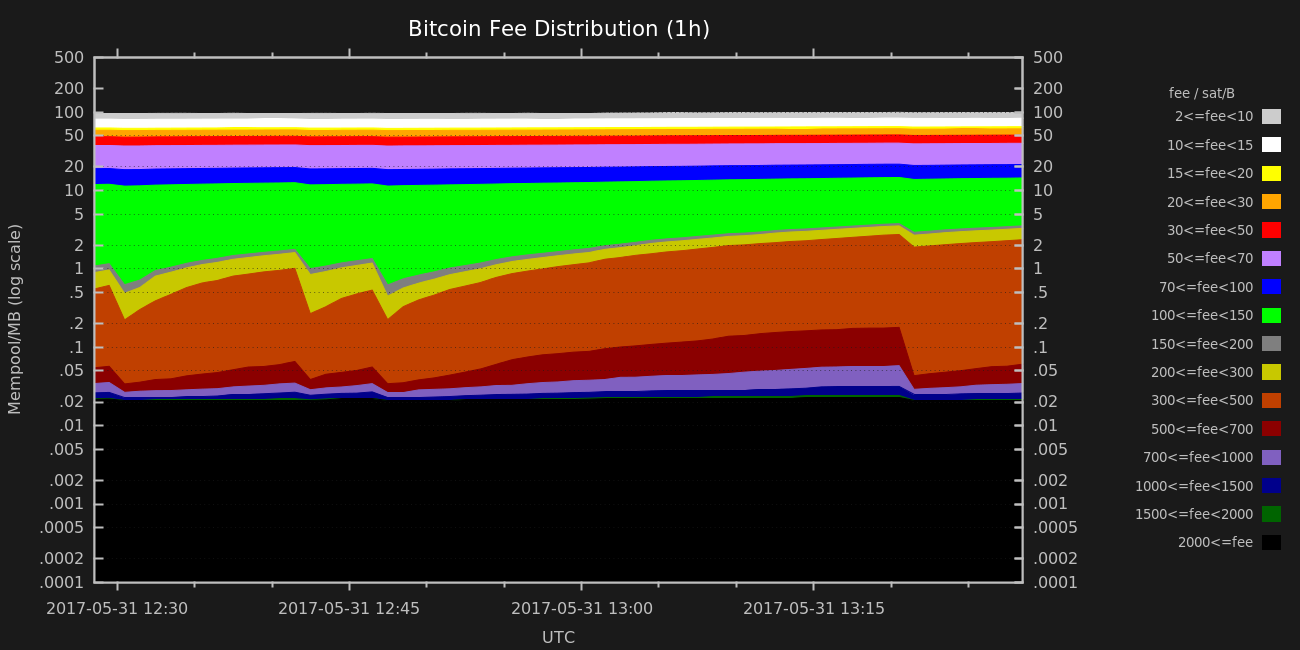 Bitcoin Fee Distribution (1h)
500 500
200 200
100 100
50 50
20 20
10 10
5 5
2 2
1 1
.5 .5
.2 .2
.1 .1
.05 .05
.02 .02
.01 .01
.005 .005
.002 .002
.001 .001
.0005 .0005
.0002 .0002
.0001 .0001
Mempool/MB (log scale)
2017-05-31 12:30 2017-05-31 12:45 2017-05-31 13:00 2017-05-31 13:15
UTC
fee / sat/B
2<=fee<10
10<=fee<15
15<=fee<20
20<=fee<30
30<=fee<50
50<=fee<70
70<=fee<100
100<=fee<150
150<=fee<200
200<=fee<300
300<=fee<500
500<=fee<700
700<=fee<1000
1000<=fee<1500
1500<=fee<2000
2000<=fee